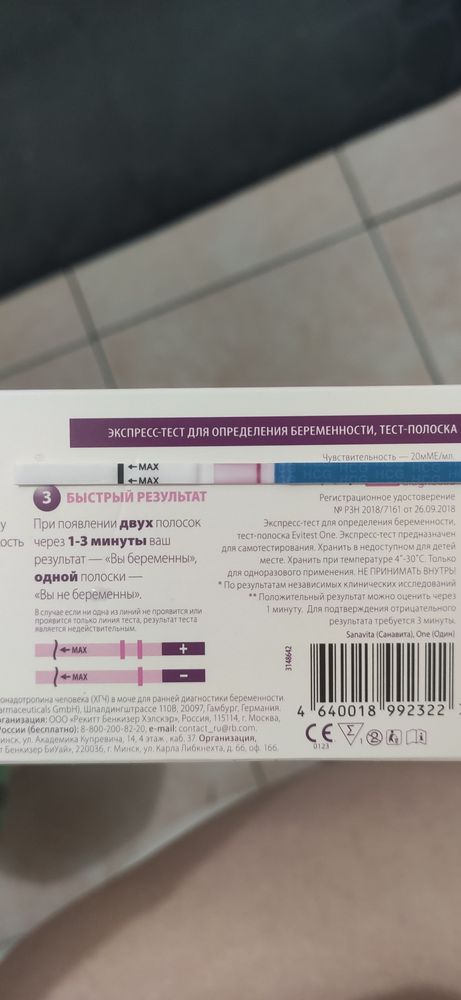 ЭКСПРЕСС-ТЕСТ ДЛЯ ОПРЕДЕЛЕНИЯ БЕРЕМЕННОСТИ, ТЕСТ-ПОЛОСКА
Чувствительность — 20мМЕ/мл.
←MAX
←MAX
3 БЫСТРЫЙ РЕЗУЛЬТАТ
При появлении двух полосок
через 1-3 минуты ваш
результат — «Вы беременны»,
одной полоски —
«Вы не беременны».
В случае если ни одна из линий не проявится или
проявится только линия теста, результат теста
является недействительным.
←MAX +
←MAX −
Регистрационное удостоверение
№ РЗН 2018/7161 от 26.09.2018
Экспресс-тест для определения беременности,
тест-полоска Evitest One. Экспресс-тест предназначен
для самотестирования. Хранить в недоступном для детей
месте. Хранить при температуре 4°-30°С. Только
для одноразового применения. НЕ ПРИНИМАТЬ ВНУТРЬ!
* По результатам независимых клинических исследований
** Положительный результат можно оценить через
1 минуту. Для подтверждения отрицательного
результата требуется 3 минуты.
Sanavita (Санавита), One (Один)
3148642
4 640018 992322
CE
0123
онадотропина человека (ХГЧ) в моче для ранней диагностики беременности.
armaceuticals GmbH), Шпалдингштрассе 110В, 20097, Гамбург, Германия.
рганизация: ООО «Рекитт Бенкизер Хэлскэр», Россия, 115114, г. Москва,
России (бесплатно): 8-800-200-82-20, e-mail: contact_ru@rb.com.
инск, ул. Академика Купревича, 14, 4 этаж , каб. 37. Организация,
т Бенкизер БиУай», 220036, г. Минск, ул. Карла Либкнехта, д. 66, оф. 166.